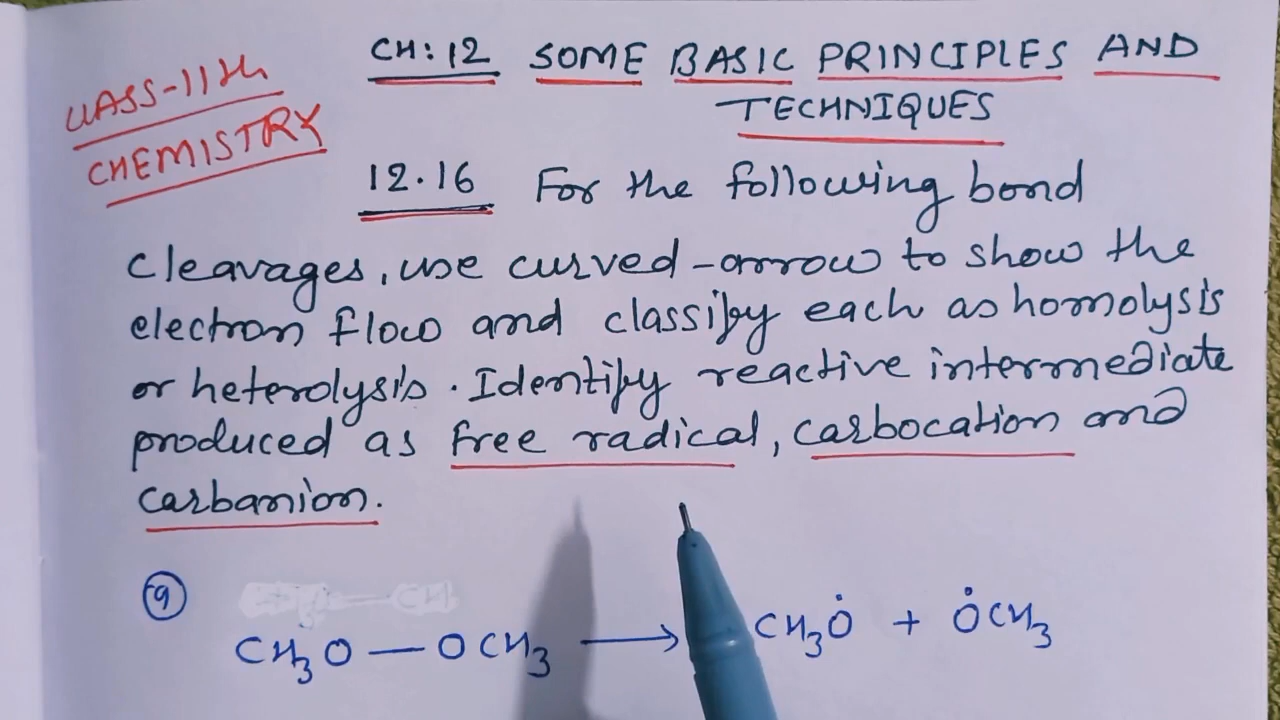 CLASS-11th
CHEMISTRY
CH: 12 SOME BASIC PRINCIPLES AND
TECHNIQUES
12.16 For the following bond
cleavages, use curved-arrow to show the
electron flow and classify each as homolysis
or heterolysis. Identify reactive intermediate
produced as free radical, carbocation and
carbanion.
(a)
CH₃O — OCH₃ ⟶ CH₃Ȯ + ȮCH₃